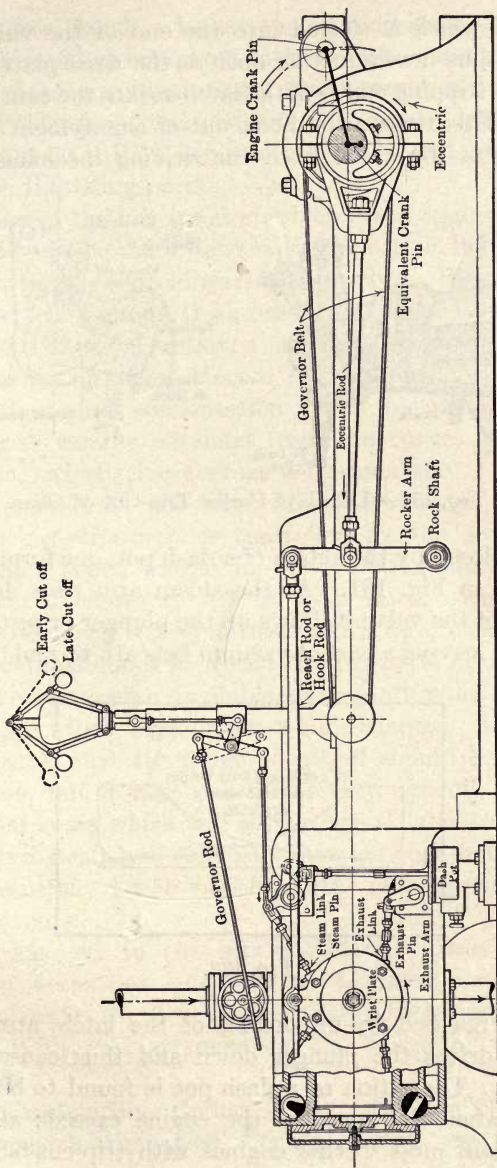 Early Cut off
Late Cut off
Governor Rod
Reach Rod or
Hook Rod
Governor Belt
Eccentric Rod
Engine Crank Pin
Equivalent Crank
Pin
Eccentric
Rocker Arm
Rock Shaft
Steam Link
Steam Pin
Exhaust
Link
Wrist Plate
Exhaust
Pin
Exhaust Arm
Dash
Pot